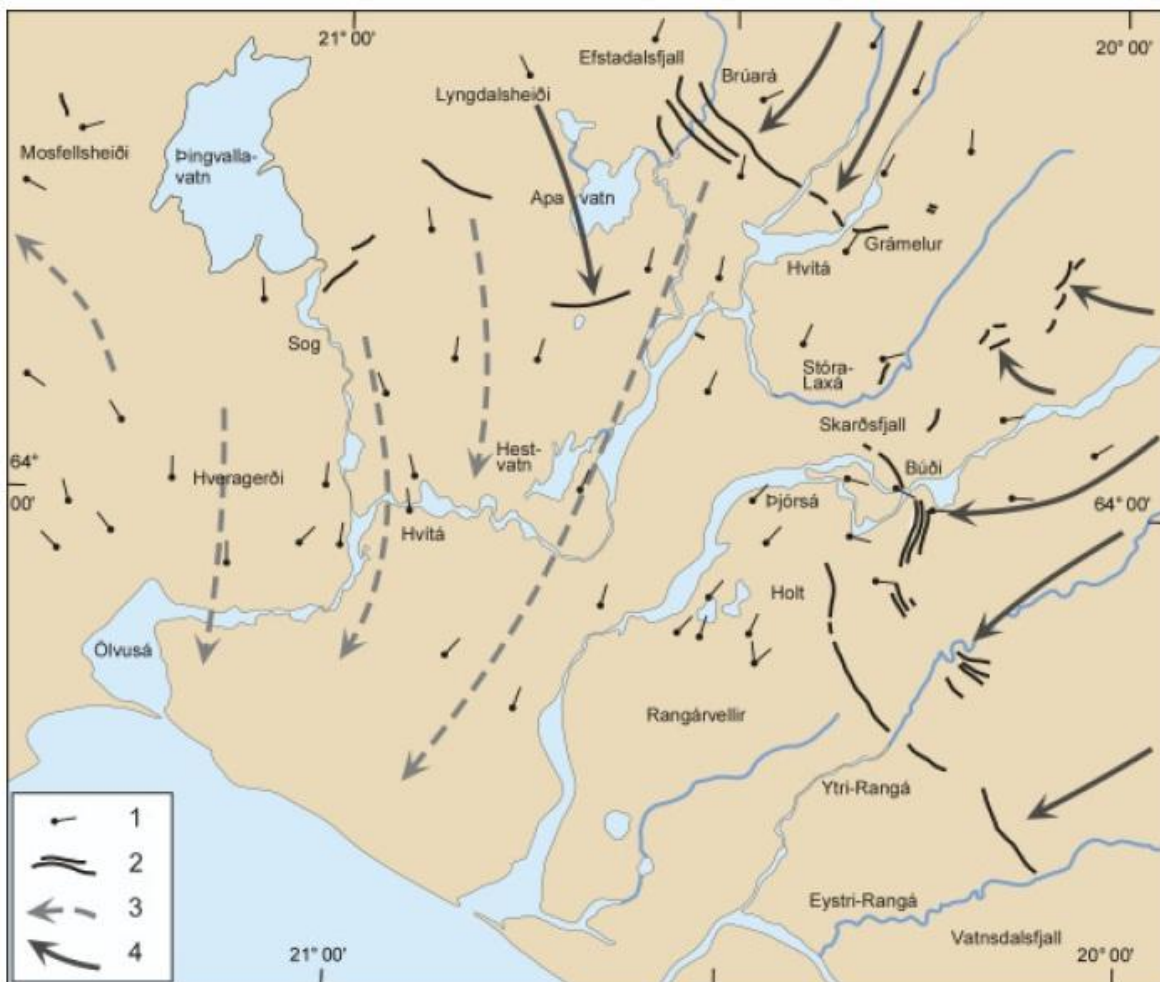 21° 00'
20° 00'
Efstadalsfjall
Brúará
Lyngdalsheiði
Mosfellsheiði
Þingvalla-
vatn
Apavatn
Grámelur
Hvítá
Sog
Stóra-
Laxá
Skarðsfjall
Hest-
vatn
Búði
64°
00'
Hveragerði
Þjórsá
64° 00'
Hvítá
Holt
Ölvusá
Rangárvellir
Ytri-Rangá
1
2
3
4
Eystri-Rangá
Vatnsdalsfjall
21° 00'
20° 00'